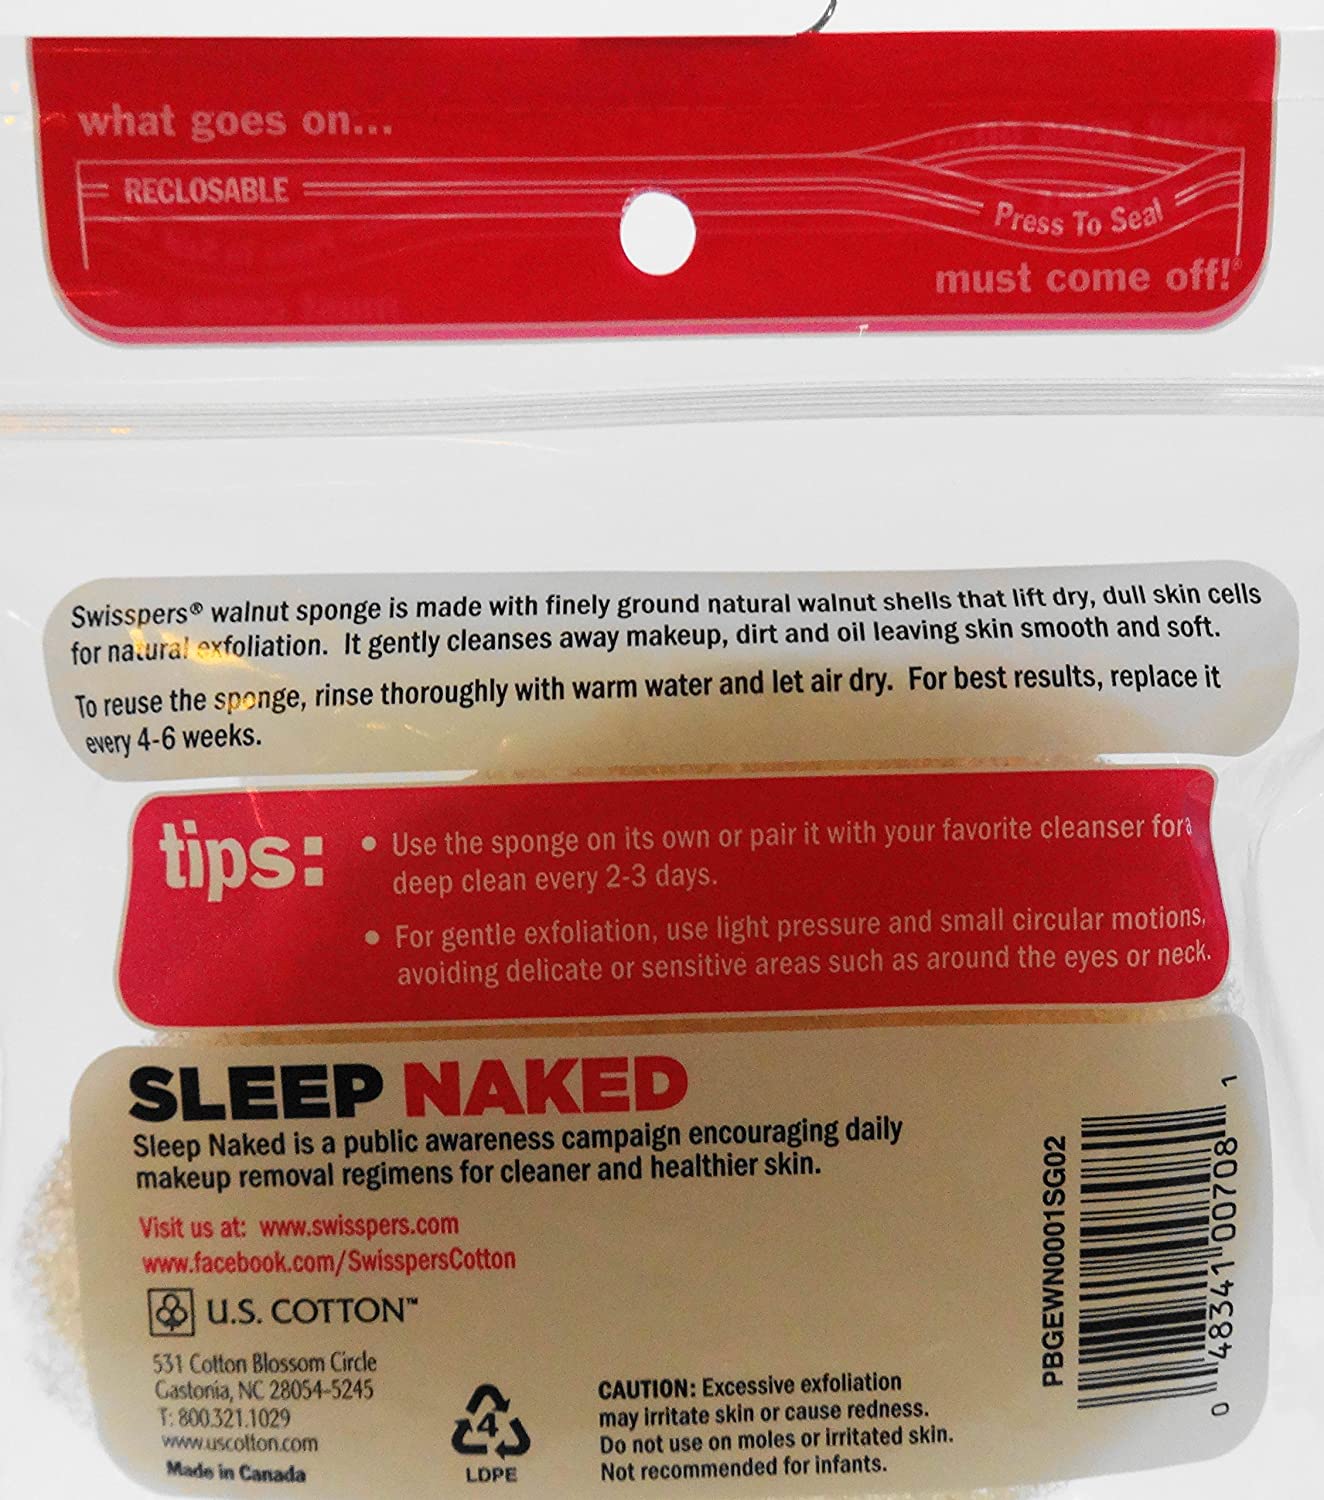 what goes on...
RECLOSABLE
Press To Seal
must come off!®
Swisspers® walnut sponge is made with finely ground natural walnut shells that lift dry, dull skin cells
for natural exfoliation. It gently cleanses away makeup, dirt and oil leaving skin smooth and soft.
To reuse the sponge, rinse thoroughly with warm water and let air dry. For best results, replace it
every 4-6 weeks.
tips:
• Use the sponge on its own or pair it with your favorite cleanser for a
deep clean every 2-3 days.
• For gentle exfoliation, use light pressure and small circular motions,
avoiding delicate or sensitive areas such as around the eyes or neck.
SLEEP NAKED
Sleep Naked is a public awareness campaign encouraging daily
makeup removal regimens for cleaner and healthier skin.
Visit us at: www.swisspers.com
www.facebook.com/SwisspersCotton
U.S. COTTON™
531 Cotton Blossom Circle
Gastonia, NC 28054-5245
T: 800.321.1029
www.uscotton.com
Made in Canada
4
LDPE
CAUTION: Excessive exfoliation
may irritate skin or cause redness.
Do not use on moles or irritated skin.
Not recommended for infants.
PBGEWN0001SG02
0 48341 00708 1